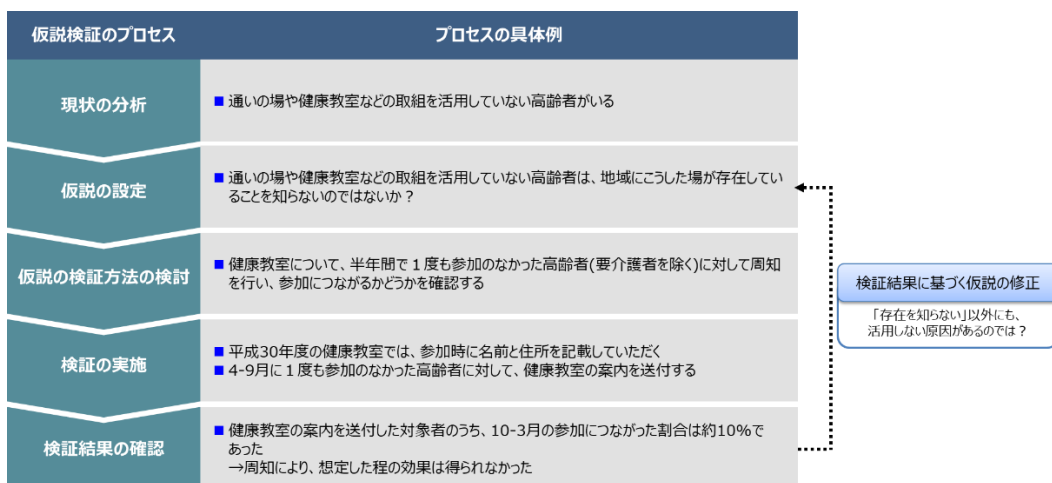 仮説検証のプロセス
プロセスの具体例
現状の分析
■ 通いの場や健康教室などの取組を活用していない高齢者がいる
仮説の設定
■ 通いの場や健康教室などの取組を活用していない高齢者は、地域にこうした場が存在してい
ることを知らないのではないか？
仮説の検証方法の検討
■ 健康教室について、半年間で１度も参加のなかった高齢者(要介護者を除く)に対して周知
を行い、参加につながるかどうかを確認する
検証の実施
■ 平成30年度の健康教室では、参加時に名前と住所を記載していただく
■ 4-9月に１度も参加のなかった高齢者に対して、健康教室の案内を送付する
検証結果の確認
■ 健康教室の案内を送付した対象者のうち、10-3月の参加につながった割合は約10%で
あった
→周知により、想定した程の効果は得られなかった
検証結果に基づく仮説の修正
「存在を知らない」以外にも、
活用しない原因があるのでは？